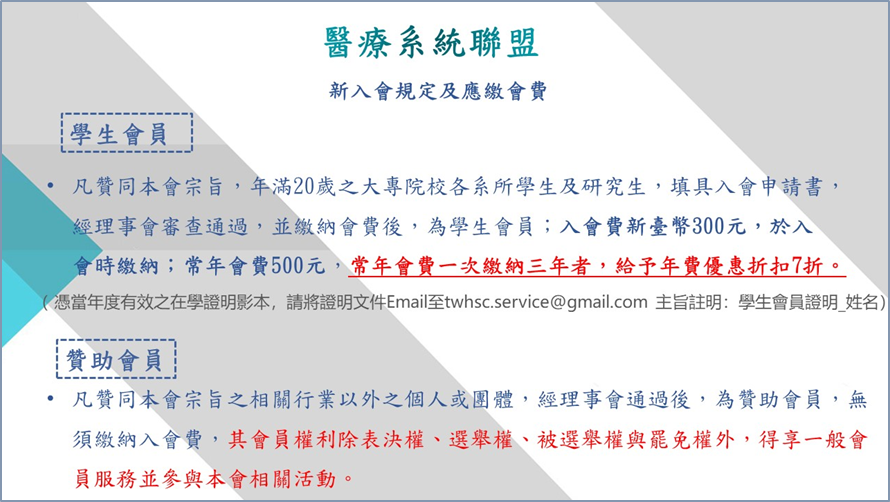 醫療系統聯盟
新入會規定及應繳會費
學生會員
• 凡贊同本會宗旨，年滿20歲之大專院校各系所學生及研究生，填具入會申請書，
經理事會審查通過，並繳納會費後，為學生會員；入會費新臺幣300元，於入
會時繳納；常年會費500元，常年會費一次繳納三年者，給予年費優惠折扣7折。
( 憑當年度有效之在學證明影本，請將證明文件Email至twhsc.service@gmail.com 主旨註明：學生會員證明_姓名)
贊助會員
• 凡贊同本會宗旨之相關行業以外之個人或團體，經理事會通過後，為贊助會員，無
須繳納入會費，其會員權利除表決權、選舉權、被選舉權與罷免權外，得享一般會
員服務並參與本會相關活動。